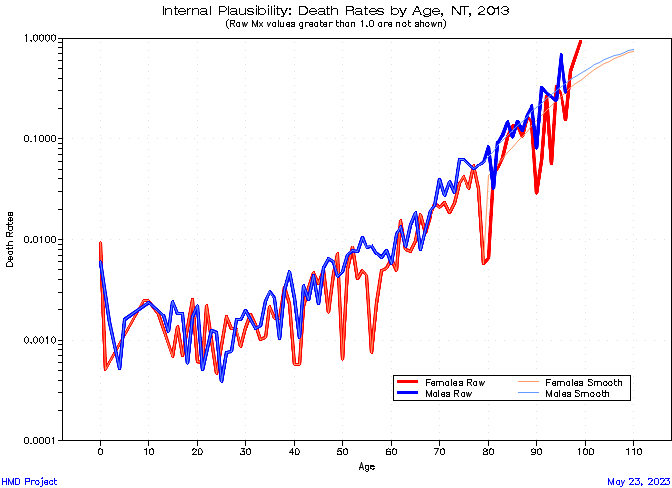 Internal Plausibility: Death Rates by Age, NT, 2013
(Raw Mx values greater than 1.0 are not shown)
1.0000
0.1000
0.0100
0.0010
0.0001
Death Rates
0 10 20 30 40 50 60 70 80 90 100 110
Age
Females Raw Females Smooth
Males Raw Males Smooth
HMD Project May 23, 2023